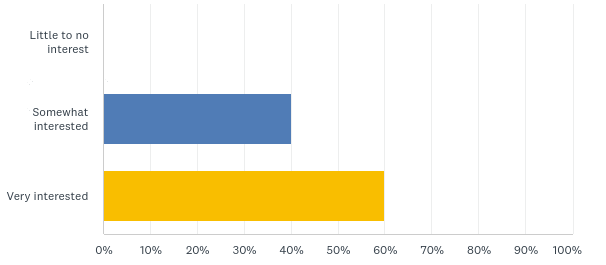 Little to no
interest
Somewhat
interested
Very interested
0% 10% 20% 30% 40% 50% 60% 70% 80% 90% 100%